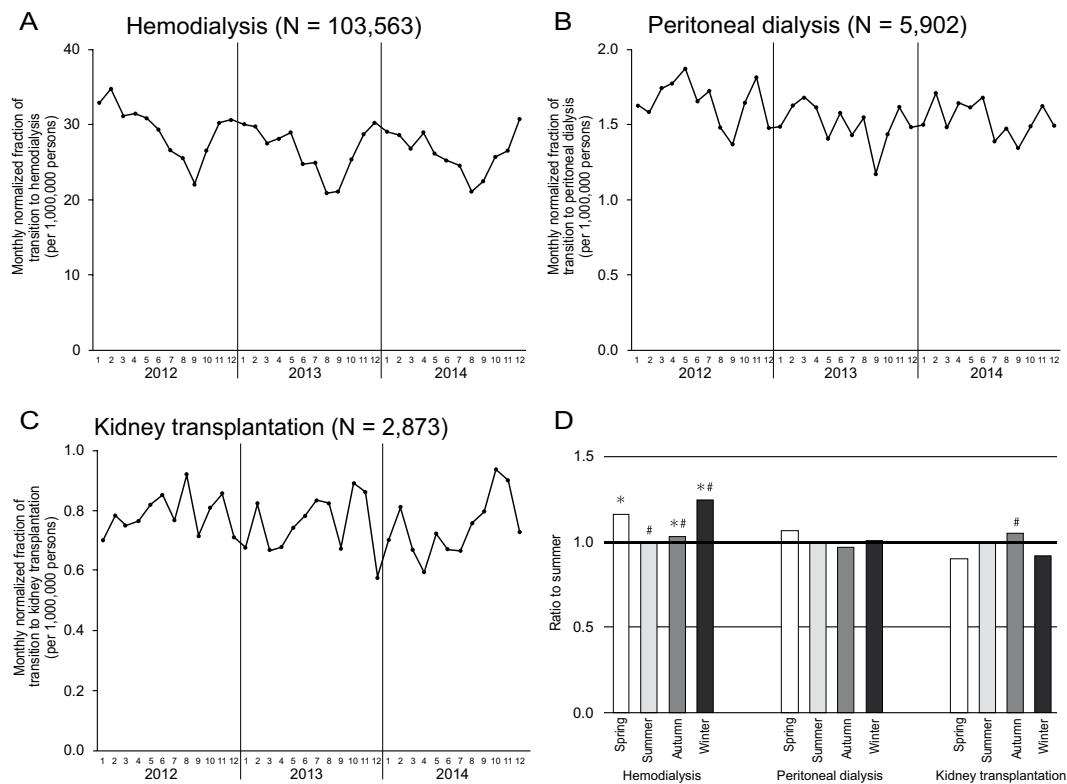 A
Hemodialysis (N = 103,563)
Monthly normalized fraction of
transition to hemodialysis
(per 1,000,000 persons)
40
30
20
10
0
1 2 3 4 5 6 7 8 9 10 11 12 1 2 3 4 5 6 7 8 9 10 11 12 1 2 3 4 5 6 7 8 9 10 11 12
2012 2013 2014
B
Peritoneal dialysis (N = 5,902)
Monthly normalized fraction of
transition to peritoneal dialysis
(per 1,000,000 persons)
2.0
1.5
1.0
0.5
0.0
1 2 3 4 5 6 7 8 9 10 11 12 1 2 3 4 5 6 7 8 9 10 11 12 1 2 3 4 5 6 7 8 9 10 11 12
2012 2013 2014
C
Kidney transplantation (N = 2,873)
Monthly normalized fraction of
transition to kidney transplantation
(per 1,000,000 persons)
1.0
0.8
0.6
0.4
0.2
0.0
1 2 3 4 5 6 7 8 9 10 11 12 1 2 3 4 5 6 7 8 9 10 11 12 1 2 3 4 5 6 7 8 9 10 11 12
2012 2013 2014
D
Ratio to summer
1.5
1.0
0.5
0.0
* # *# *# #
Spring Summer Autumn Winter Spring Summer Autumn Winter Spring Summer Autumn Winter
Hemodialysis Peritoneal dialysis Kidney transplantation